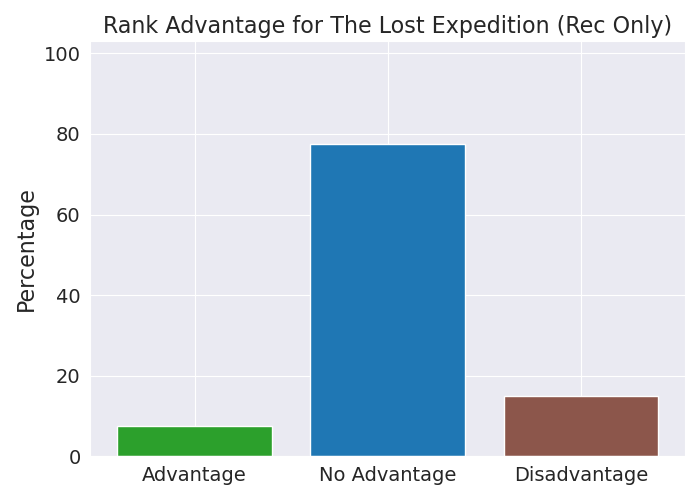 Rank Advantage for The Lost Expedition (Rec Only)
100
80
60
40
20
0
Percentage
Advantage
No Advantage
Disadvantage